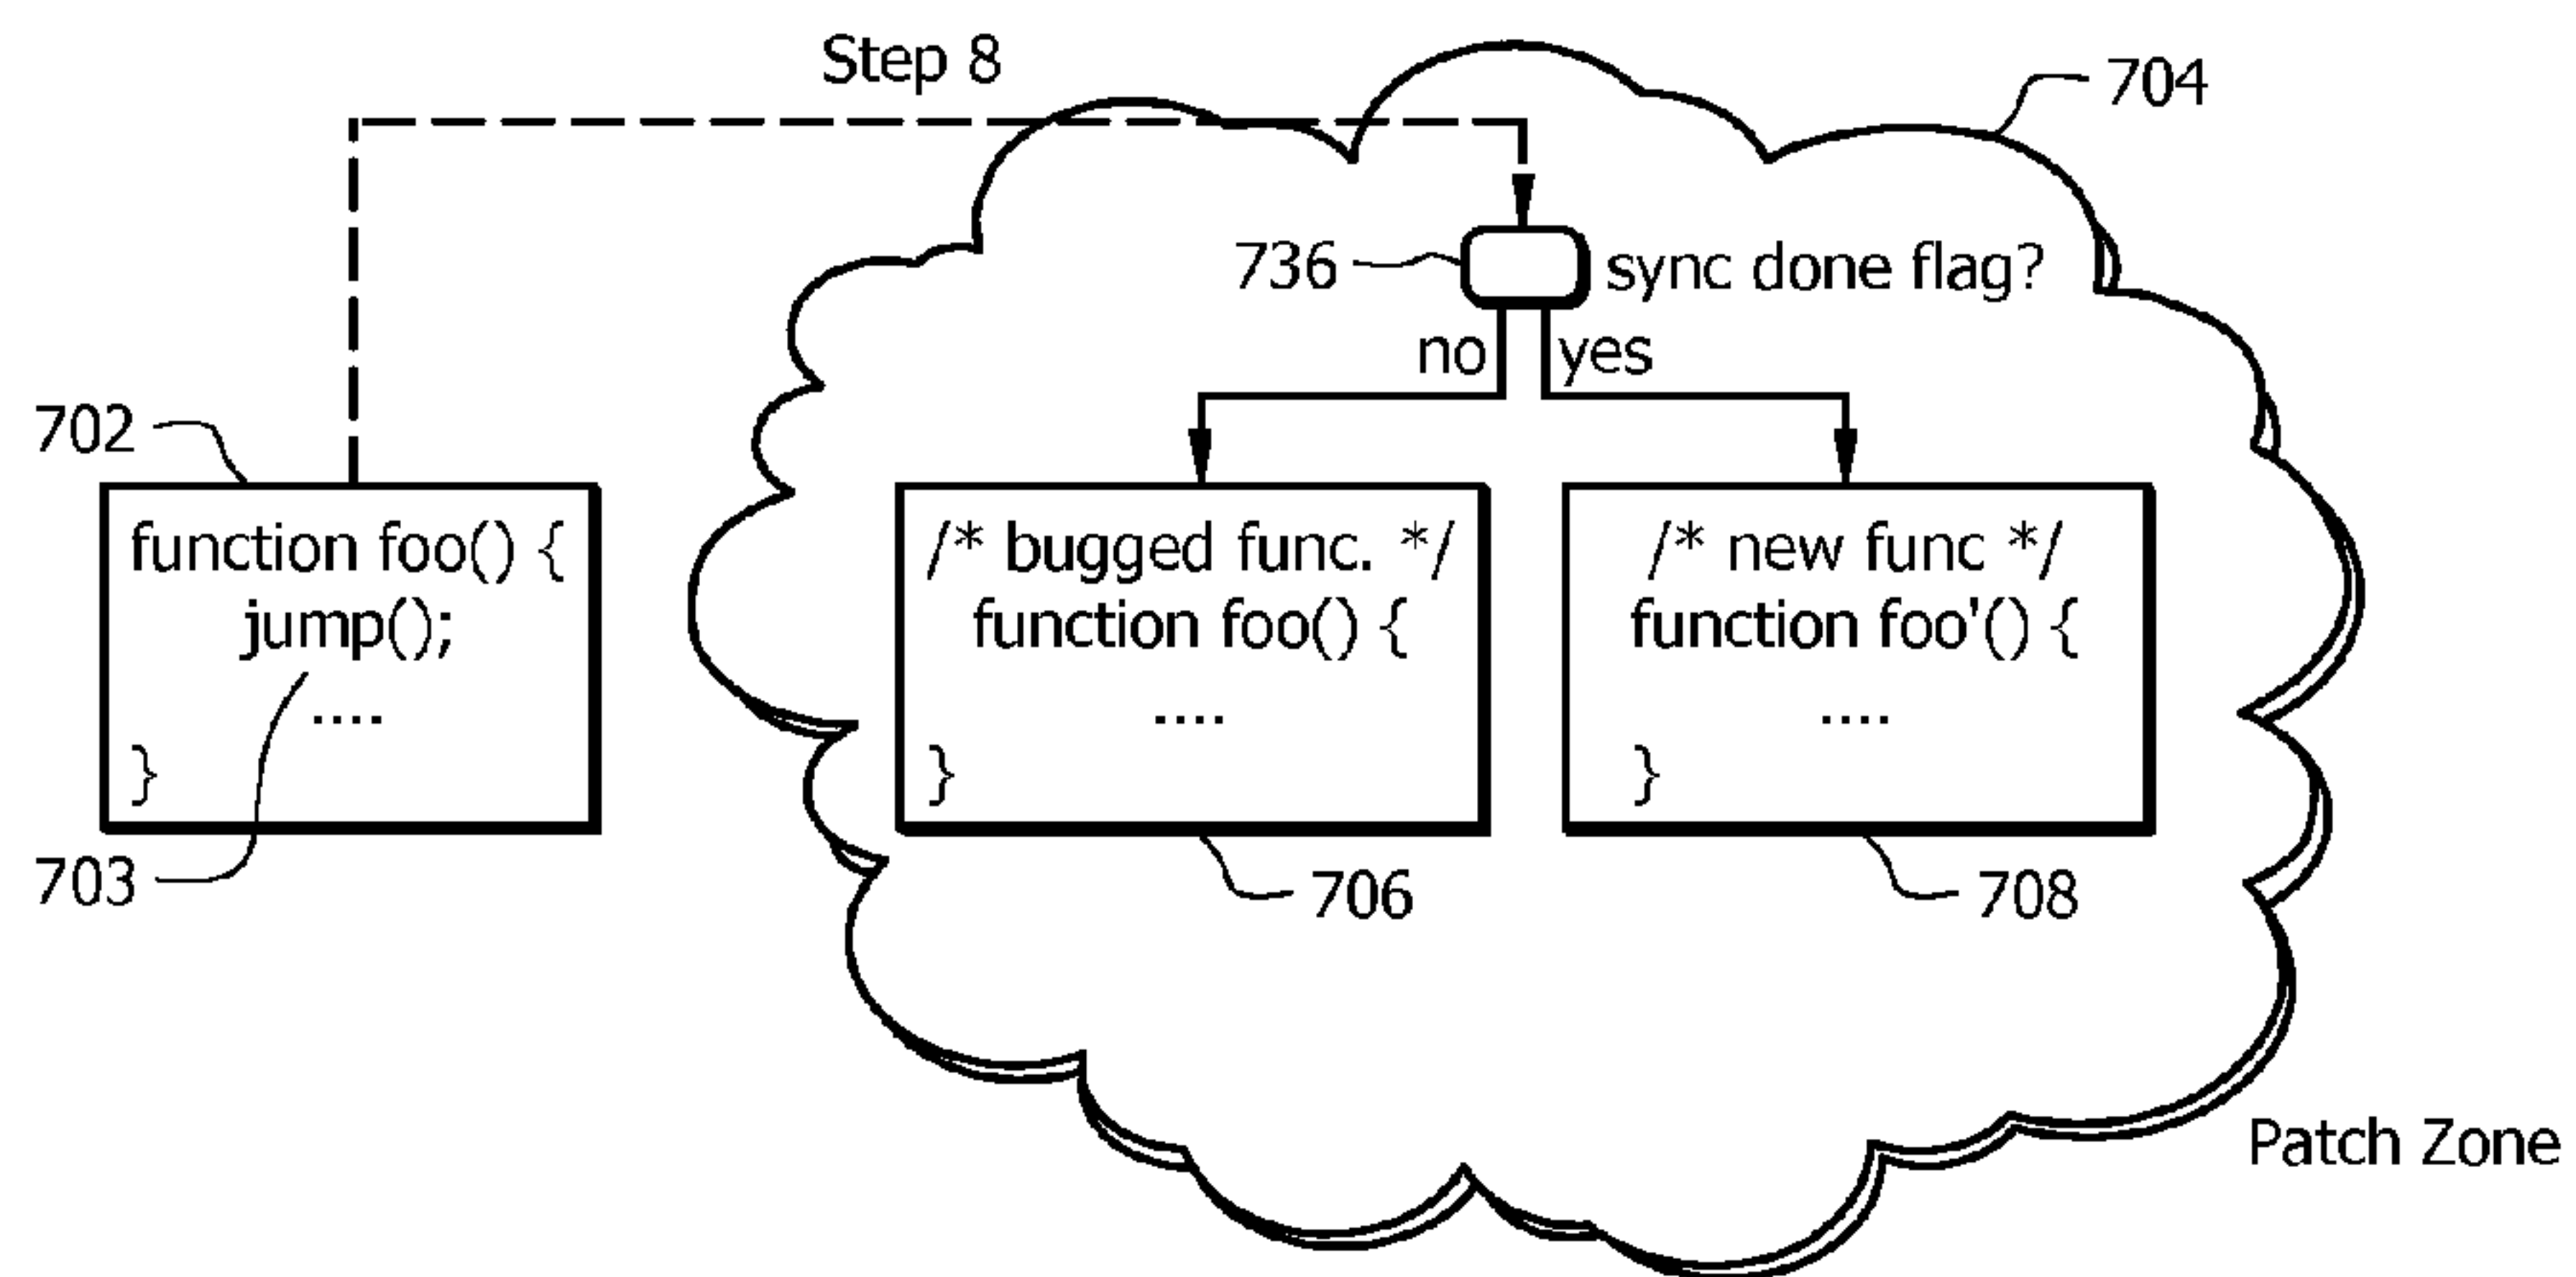 Step 8
704
736
sync done flag?
no
yes
702
function foo() {
jump();
....
}
703
/* bugged func. */
function foo() {
....
}
706
/* new func */
function foo'() {
....
}
708
Patch Zone